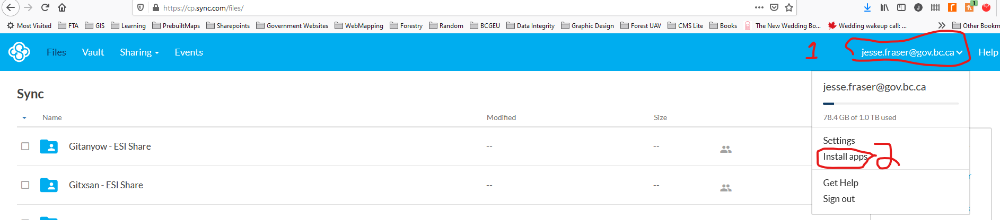 https://cp.sync.com/files/
1
Most Visited FTA GIS Learning PrebuiltMaps Sharepoints Government Websites WebMapping Forestry Random BCGEU Data Integrity Graphic Design Forest UAV CMS Lite Books The New Wedding Bo... Wedding wakeup call: ... Other Bookm
Files Vault Sharing Events 1 jesse.fraser@gov.bc.ca Help
jesse.fraser@gov.bc.ca
Sync
78.4 GB of 1.0 TB used
Name Modified Size
Settings
Gitanyow - ESI Share -- --
Install apps 2
Gitxsan - ESI Share -- --
Get Help
Sign out